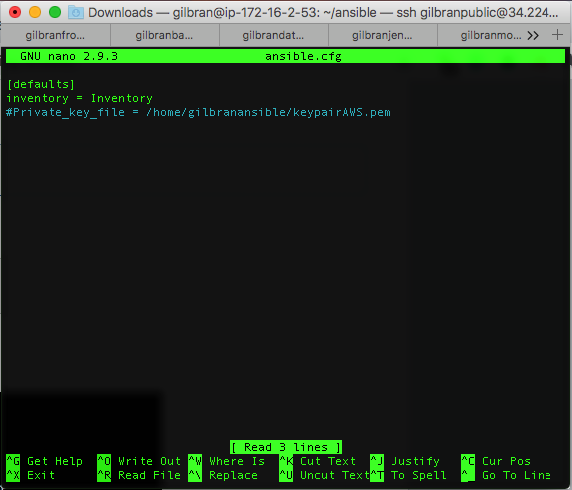 Downloads — gilbran@ip-172-16-2-53: ~/ansible — ssh gilbranpublic@34.224...
gilbranfro... gilbranba... gilbrandat... gilbranjen... gilbranmo... >> +
GNU nano 2.9.3 ansible.cfg
[defaults]
inventory = Inventory
#Private_key_file = /home/gilbranansible/keypairAWS.pem
[ Read 3 lines ]
^G Get Help ^O Write Out ^W Where Is ^K Cut Text ^J Justify ^C Cur Pos
^X Exit ^R Read File ^\ Replace ^U Uncut Text ^T To Spell ^_ Go To Line